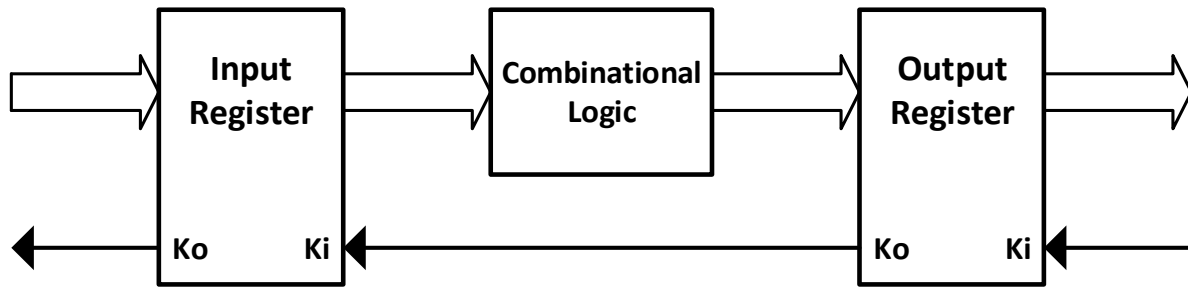 Input
Register
Combinational
Logic
Output
Register
Ko
Ki
Ko
Ki